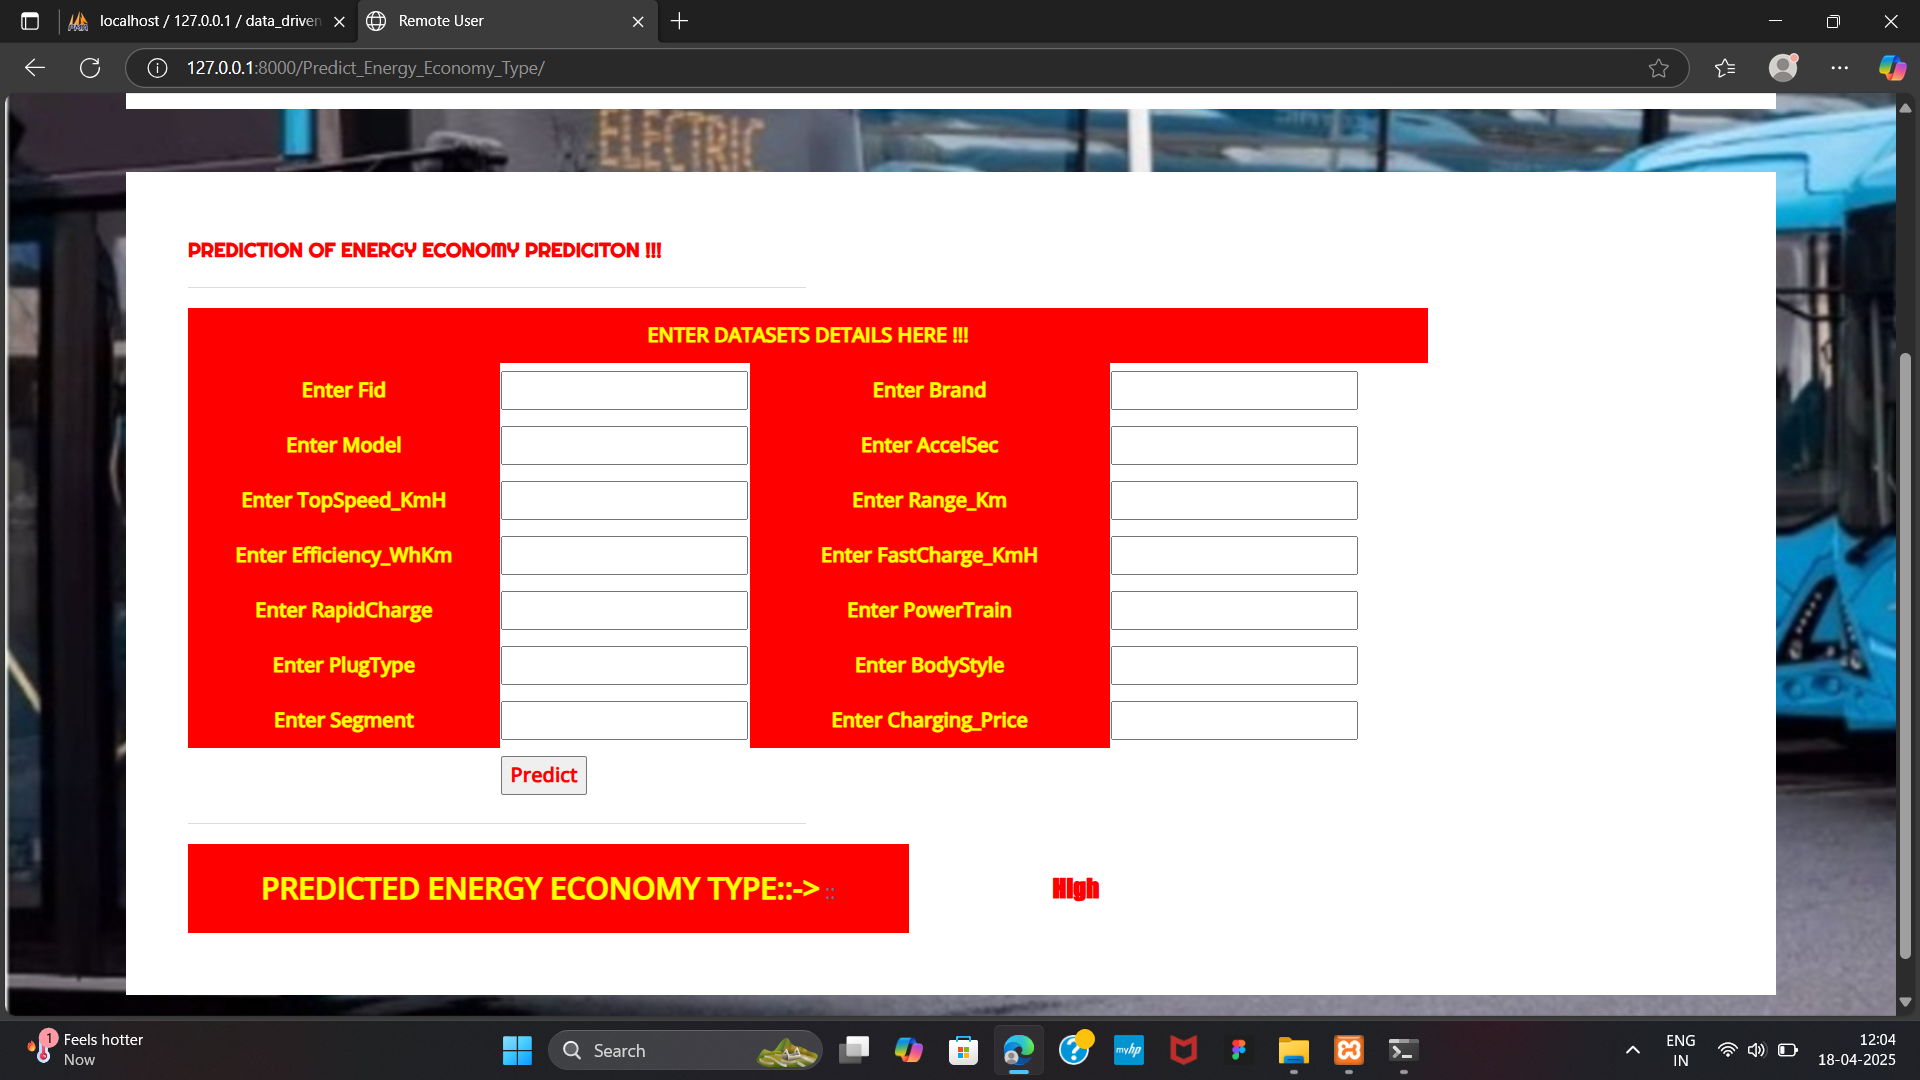 localhost / 127.0.0.1 / data_driven
Remote User
127.0.0.1:8000/Predict_Energy_Economy_Type/
ELECTRIC
PREDICTION OF ENERGY ECONOMY PREDICITON !!!
ENTER DATASETS DETAILS HERE !!!
Enter Fid
Enter Brand
Enter Model
Enter AccelSec
Enter TopSpeed_KmH
Enter Range_Km
Enter Efficiency_WhKm
Enter FastCharge_KmH
Enter RapidCharge
Enter PowerTrain
Enter PlugType
Enter BodyStyle
Enter Segment
Enter Charging_Price
Predict
PREDICTED ENERGY ECONOMY TYPE::-> ::
High
1
Feels hotter
Now
Search
myhp
ENG
IN
12:04
18-04-2025